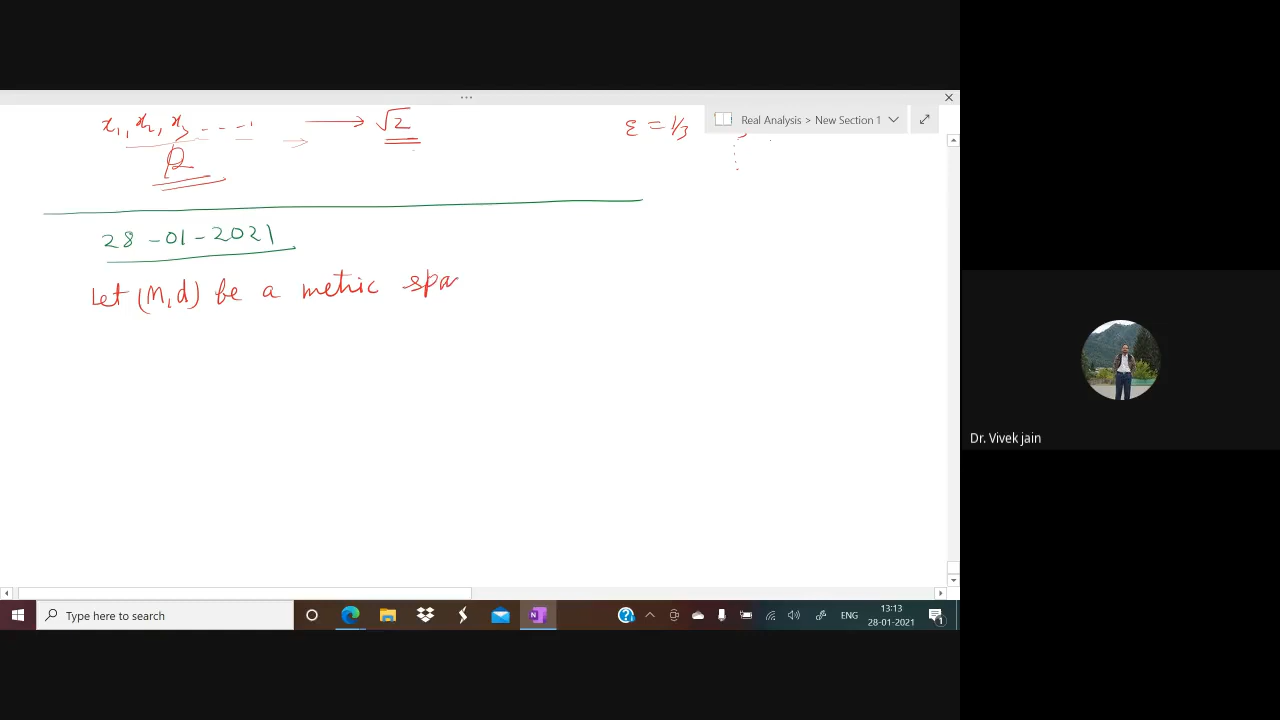 x₁, x₂, x₃, - - - - → √2 ε = 1/3
Real Analysis > New Section 1
28-01-2021
Let (M,d) be a metric spa
Dr. Vivek jain
Type here to search
ENG
13:13
28-01-2021
1